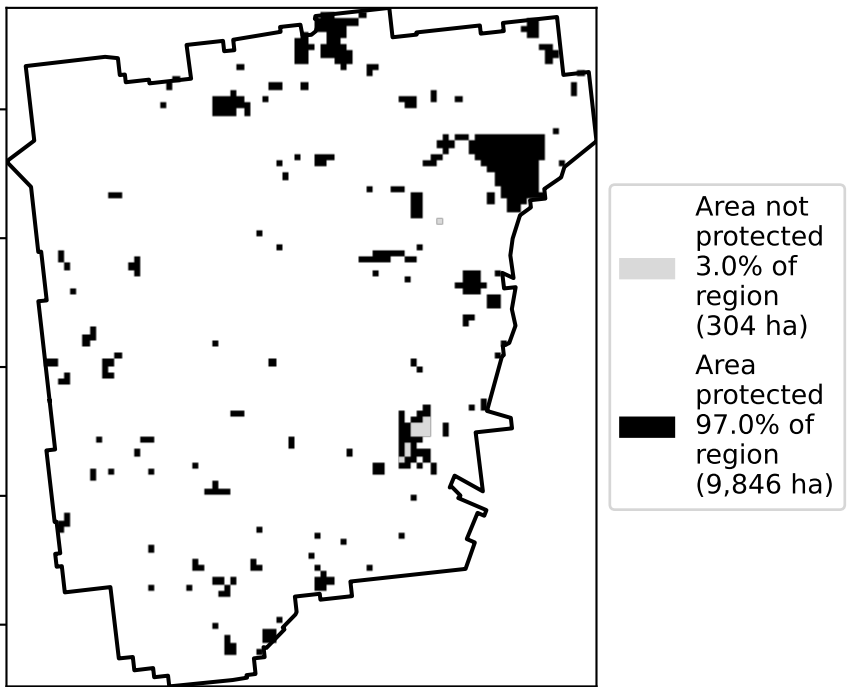 Area not
protected
3.0% of
region
(304 ha)
Area
protected
97.0% of
region
(9,846 ha)